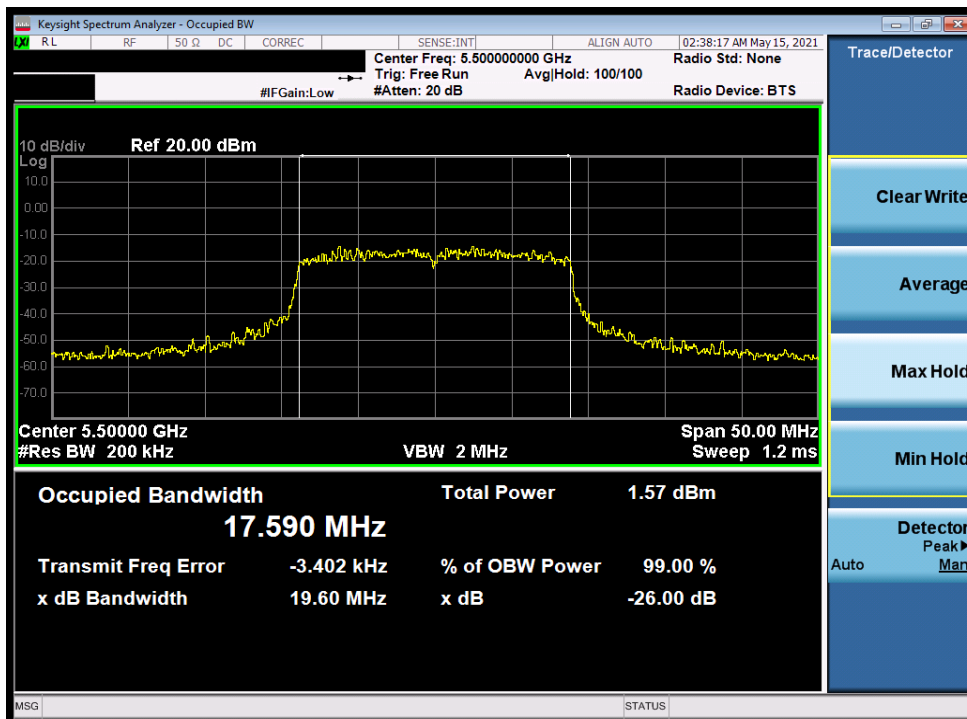 Keysight Spectrum Analyzer - Occupied BW
LXI RL RF 50 Ω DC CORREC SENSE:INT ALIGN AUTO 02:38:17 AM May 15, 2021
Center Freq: 5.500000000 GHz Radio Std: None
Trig: Free Run Avg|Hold: 100/100
#IFGain:Low #Atten: 20 dB Radio Device: BTS
Trace/Detector
10 dB/div Ref 20.00 dBm
Log
10.0
0.00
-10.0
-20.0
-30.0
-40.0
-50.0
-60.0
-70.0
Center 5.50000 GHz Span 50.00 MHz
#Res BW 200 kHz VBW 2 MHz Sweep 1.2 ms
Occupied Bandwidth Total Power 1.57 dBm
17.590 MHz
Transmit Freq Error -3.402 kHz % of OBW Power 99.00 %
x dB Bandwidth 19.60 MHz x dB -26.00 dB
Clear Write
Average
Max Hold
Min Hold
Detector
Peak▶
Auto Man
MSG STATUS